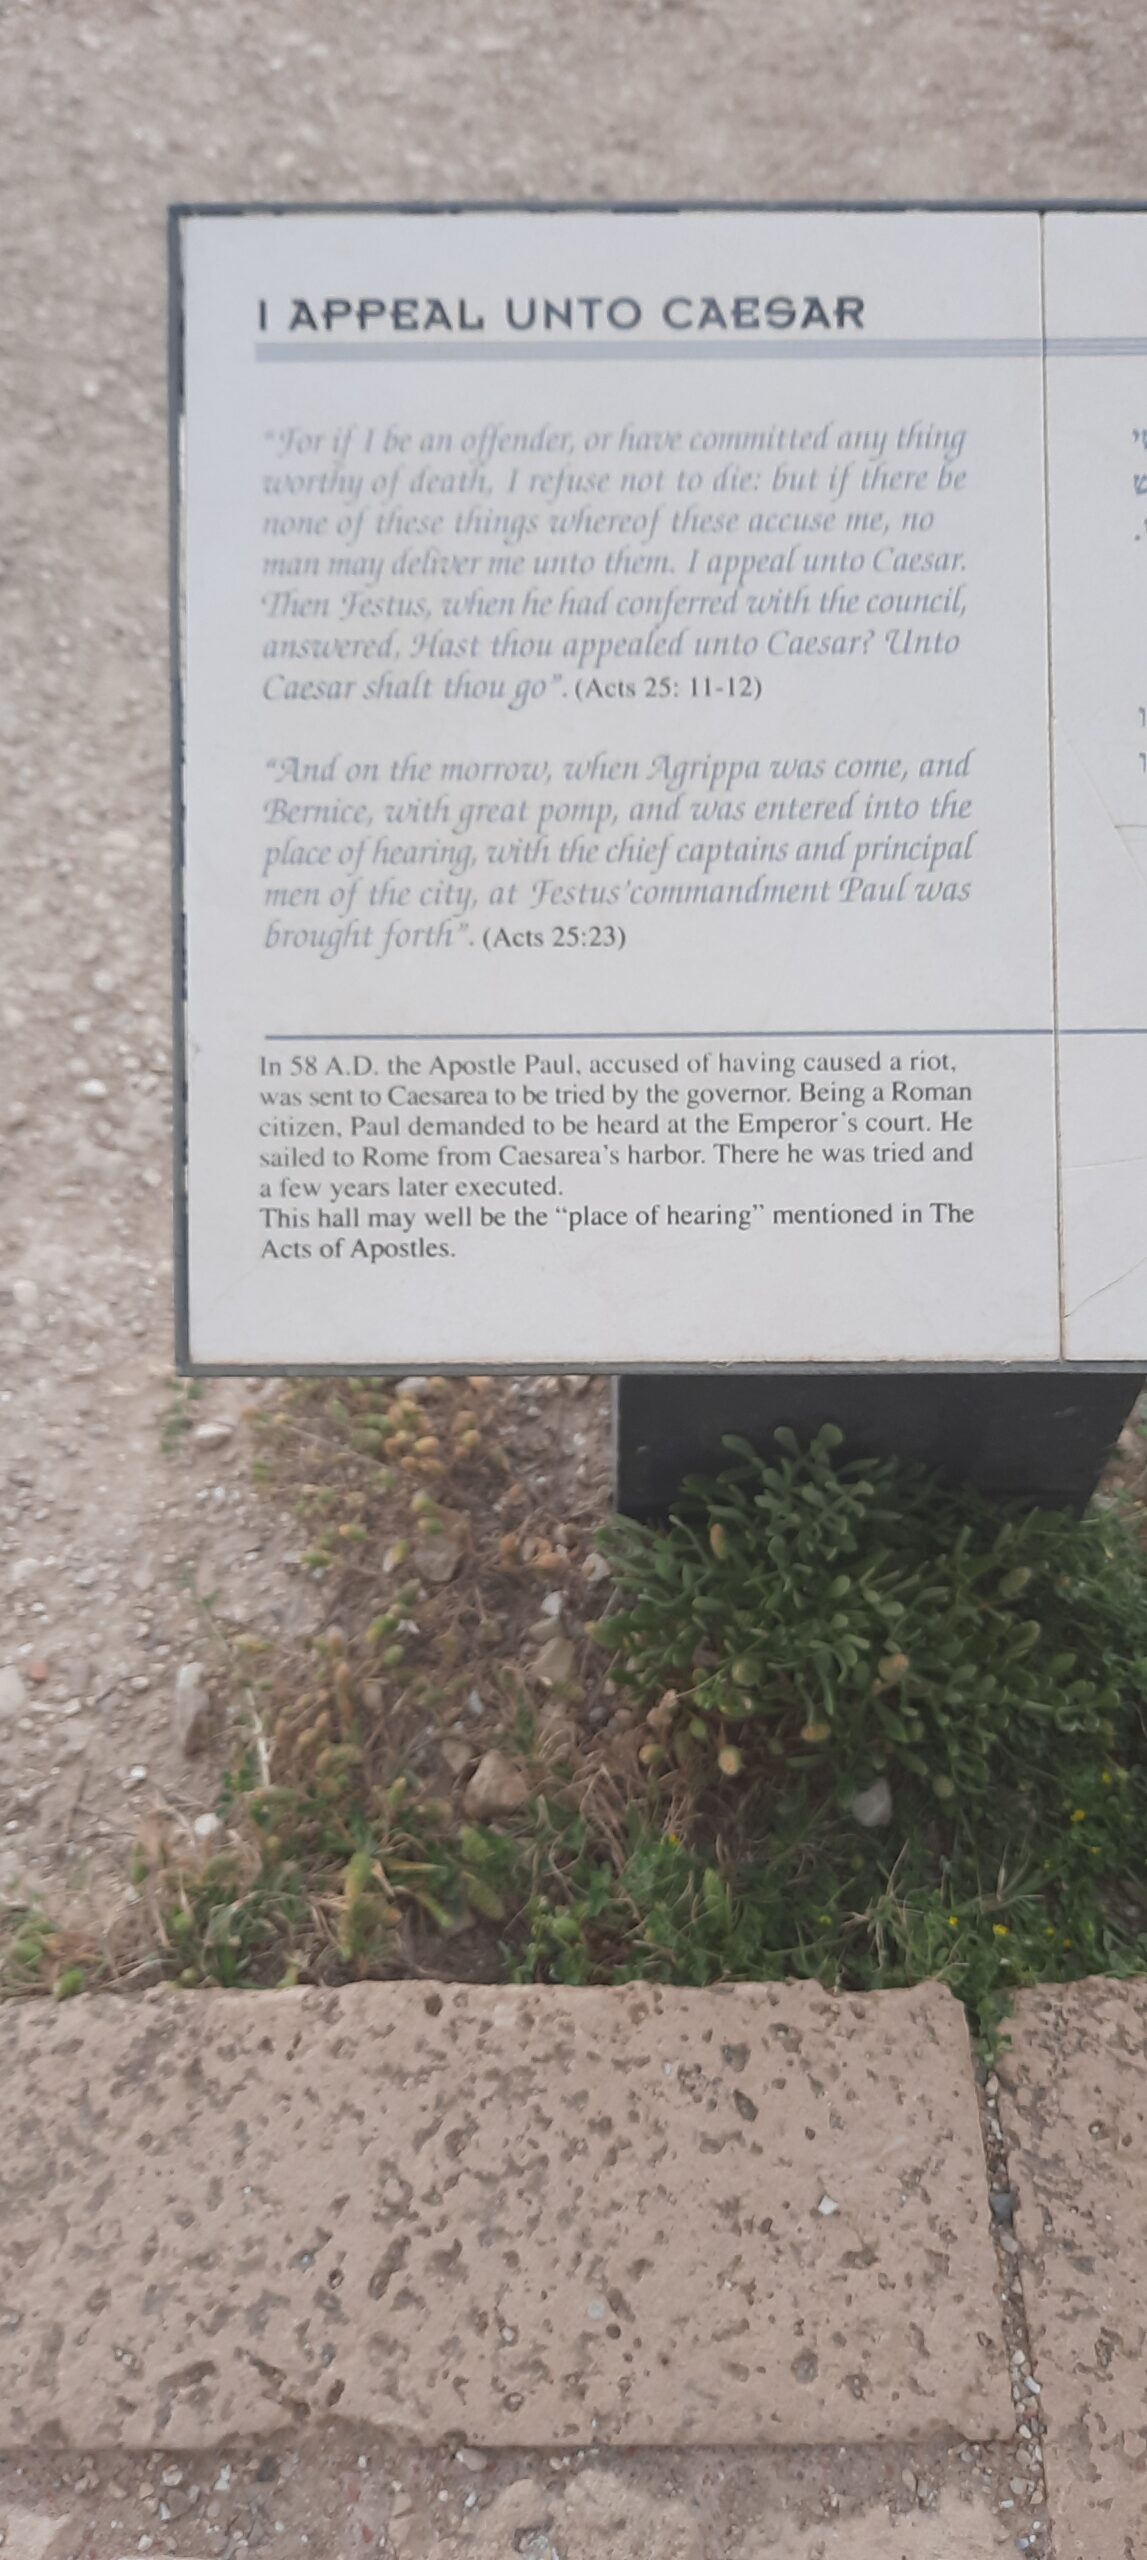 I APPEAL UNTO CAESAR
“For if I be an offender, or have committed any thing
worthy of death, I refuse not to die: but if there be
none of these things whereof these accuse me, no
man may deliver me unto them. I appeal unto Caesar.
Then Festus, when he had conferred with the council,
answered, Hast thou appealed unto Caesar? Unto
Caesar shalt thou go”. (Acts 25: 11-12)
“And on the morrow, when Agrippa was come, and
Bernice, with great pomp, and was entered into the
place of hearing, with the chief captains and principal
men of the city, at Festus’commandment Paul was
brought forth”. (Acts 25:23)
In 58 A.D. the Apostle Paul, accused of having caused a riot,
was sent to Caesarea to be tried by the governor. Being a Roman
citizen, Paul demanded to be heard at the Emperor’s court. He
sailed to Rome from Caesarea’s harbor. There he was tried and
a few years later executed.
This hall may well be the “place of hearing” mentioned in The
Acts of Apostles.